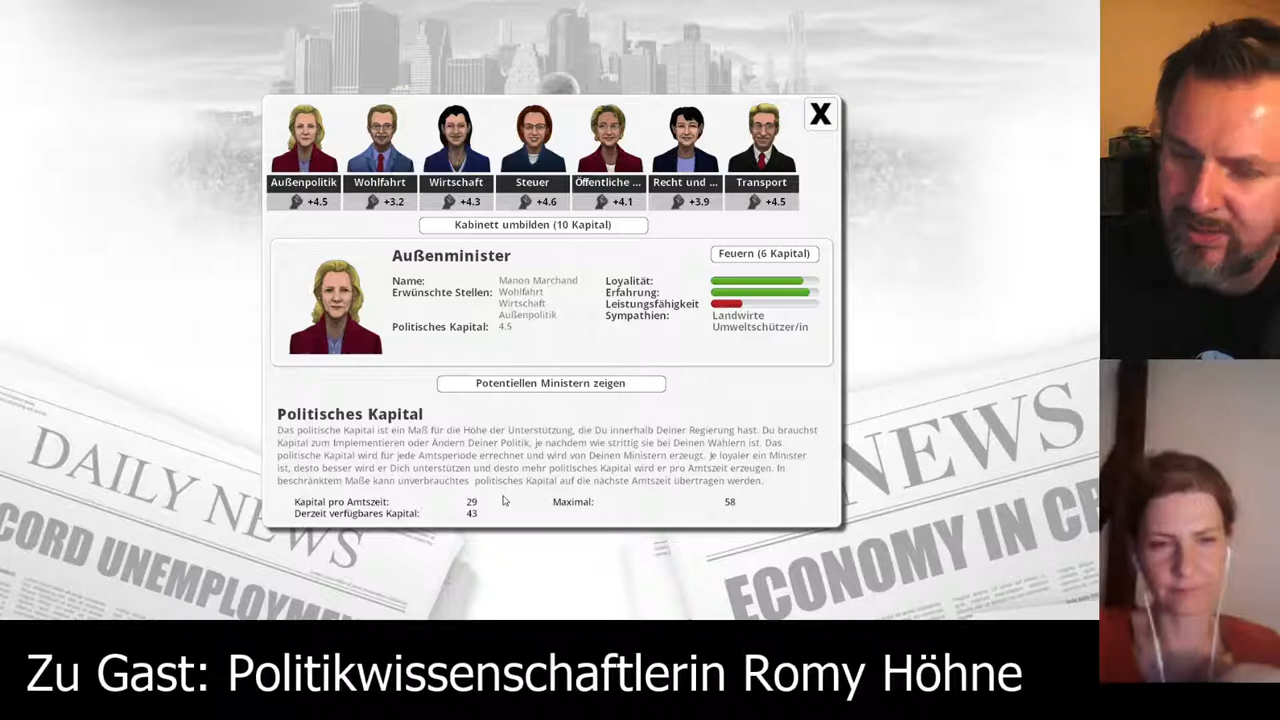 X
Außenpolitik
Wohlfahrt
Wirtschaft
Steuer
Öffentliche ...
Recht und ...
Transport
+4.5
+3.2
+4.3
+4.6
+4.1
+3.9
+4.5
Kabinett umbilden (10 Kapital)
Außenminister
Feuern (6 Kapital)
Name: Manon Marchand
Erwünschte Stellen: Wohlfahrt
Wirtschaft
Außenpolitik
Politisches Kapital: 4.5
Loyalität:
Erfahrung:
Leistungsfähigkeit
Sympathien: Landwirte
Umweltschützer/in
Potentiellen Ministern zeigen
Politisches Kapital
Das politische Kapital ist ein Maß für die Höhe der Unterstützung, die Du innerhalb Deiner Regierung hast. Du brauchst
Kapital zum Implementieren oder Ändern Deiner Politik, je nachdem wie strittig sie bei Deinen Wählern ist. Das
politische Kapital wird für jede Amtsperiode errechnet und wird von Deinen Ministern erzeugt. Je loyaler ein Minister
ist, desto besser wird er Dich unterstützen und desto mehr politisches Kapital wird er pro Amtszeit erzeugen. In
beschränktem Maße kann unverbrauchtes politisches Kapital auf die nächste Amtszeit übertragen werden.
Kapital pro Amtszeit: 29 Maximal: 58
Derzeit verfügbares Kapital: 43
DAILY NEWS
CORD UNEMPLOYME
NEWS
ECONOMY IN CR
Zu Gast: Politikwissenschaftlerin Romy Höhne